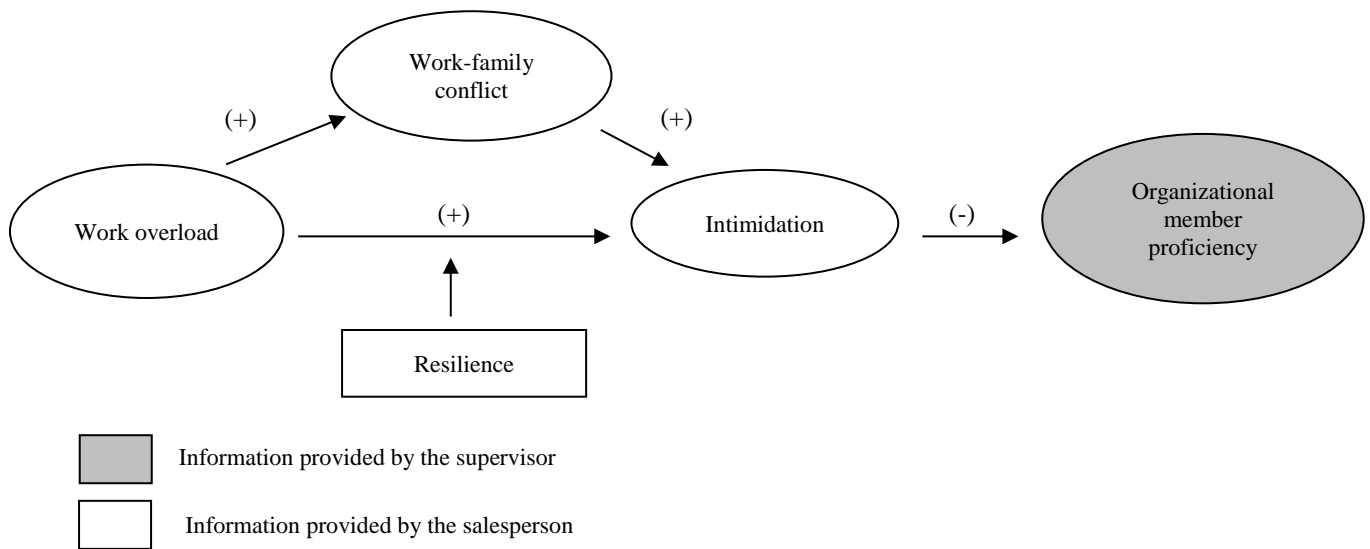 Work-family
conflict
(+)
(+)
Work overload
(+)
Intimidation
(-)
Organizational
member
proficiency
Resilience
Information provided by the supervisor
Information provided by the salesperson